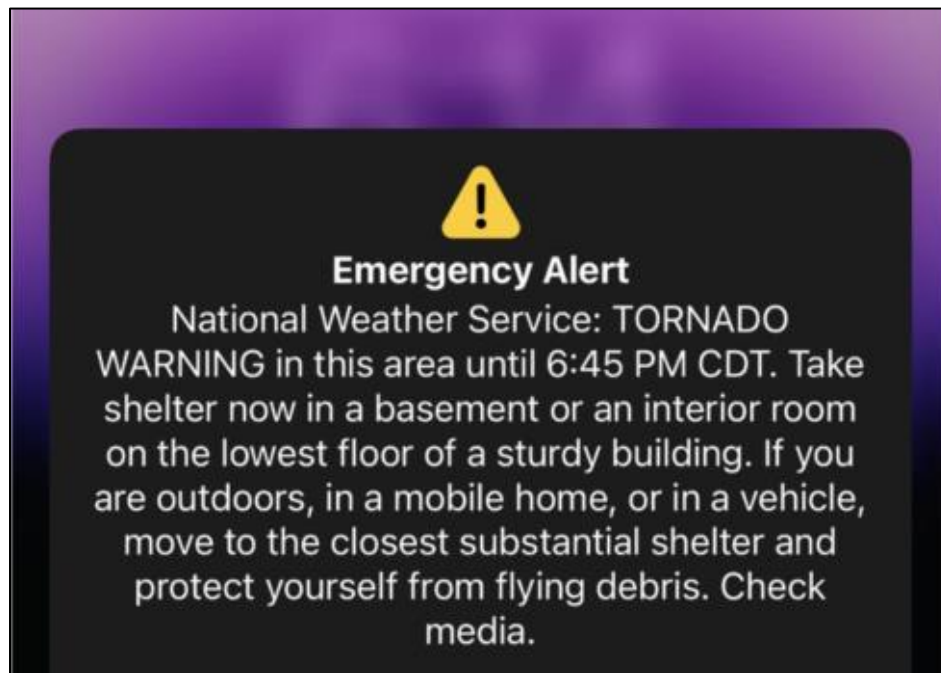 Emergency Alert
National Weather Service: TORNADO
WARNING in this area until 6:45 PM CDT. Take
shelter now in a basement or an interior room
on the lowest floor of a sturdy building. If you
are outdoors, in a mobile home, or in a vehicle,
move to the closest substantial shelter and
protect yourself from flying debris. Check
media.